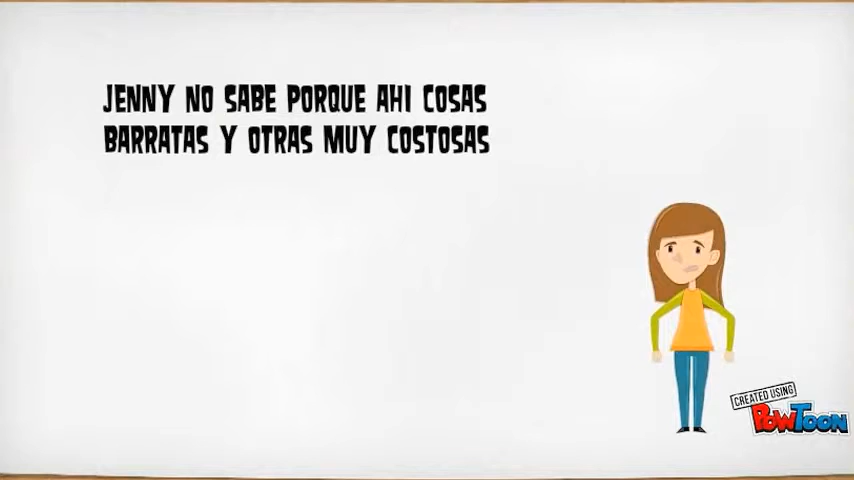 JENNY NO SABE PORQUE AHI COSAS
BARRATAS Y OTRAS MUY COSTOSAS
CREATED USING
POWTOON